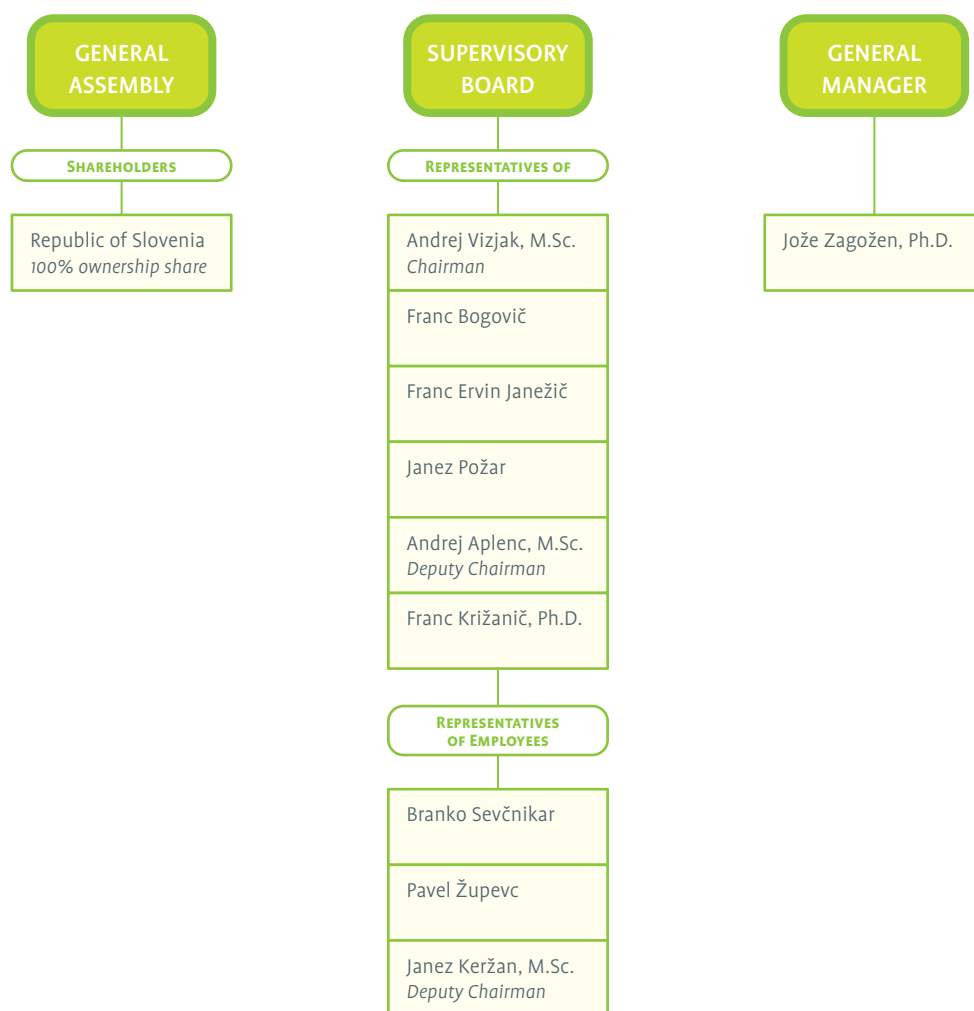 GENERAL
ASSEMBLY
SHAREHOLDERS
Republic of Slovenia
100% ownership share
SUPERVISORY
BOARD
REPRESENTATIVES OF
Andrej Vizjak, M.Sc.
Chairman
Franc Bogovič
Franc Ervin Janežič
Janez Požar
Andrej Aplenc, M.Sc.
Deputy Chairman
Franc Križanič, Ph.D.
REPRESENTATIVES
OF EMPLOYEES
Branko Sevčnikar
Pavel Župevc
Janez Keržan, M.Sc.
Deputy Chairman
GENERAL
MANAGER
Jože Zagožen, Ph.D.